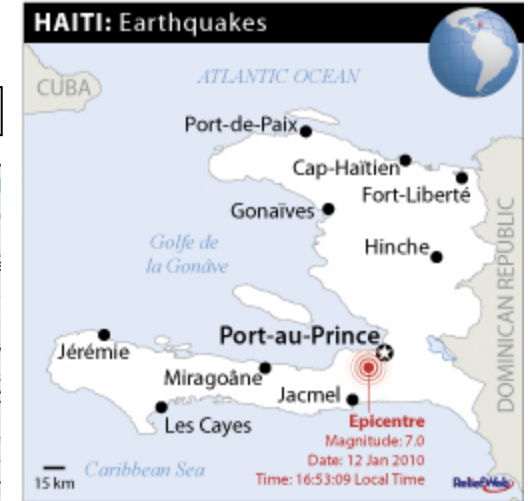 HAITI: Earthquakes
CUBA
ATLANTIC OCEAN
Port-de-Paix
Cap-Haïtien
Fort-Liberté
Gonaïves
Golfe de
la Gonâve
Hinche
DOMINICAN REPUBLIC
Port-au-Prince
Jérémie
Miragoâne
Jacmel
Les Cayes
Epicentre
Magnitude: 7.0
Date: 12 Jan 2010
Time: 16:53:09 Local Time
15 km
Caribbean Sea
ReliefWeb